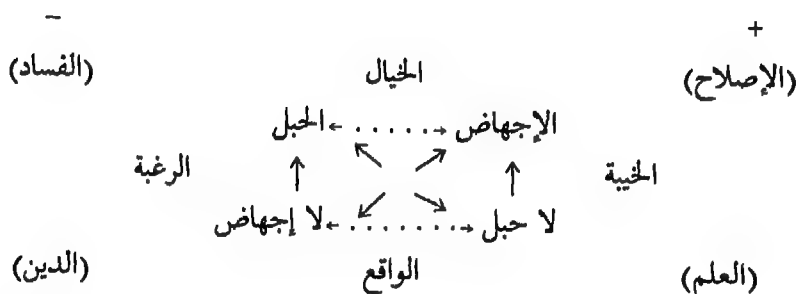 + −
(الإصلاح) الخيال (الفساد)
الإجهاض الحبل
الخيبة الرغبة
لا حبل لا إجهاض
(العلم) الواقع (الدين)